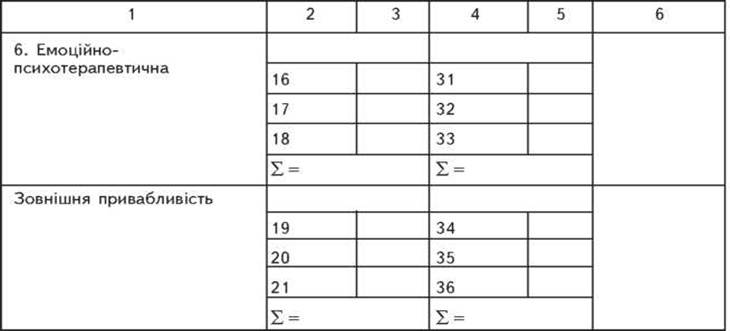 1 2 3 4 5 6
6. Емоційно-
психотерапевтична
16 31
17 32
18 33
Σ = Σ =
Зовнішня привабливість
19 34
20 35
21 36
Σ = Σ =